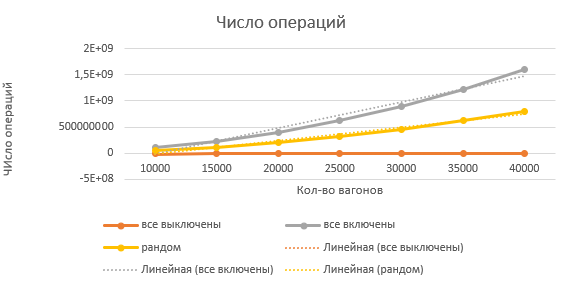 Число операций
2E+09
1,5E+09
1E+09
500000000
0
-5E+08
Число операций
10000 15000 20000 25000 30000 35000 40000
Кол-во вагонов
все выключены все включены
рандом Линейная (все выключены)
Линейная (все включены) Линейная (рандом)